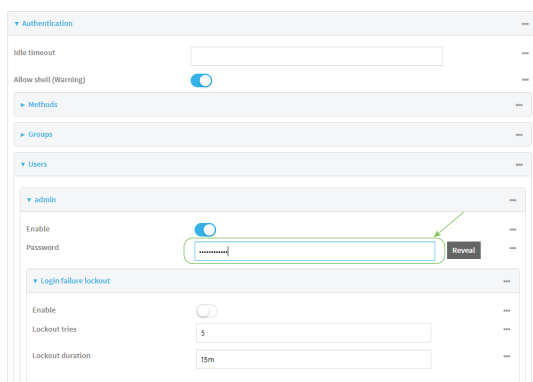 Authentication
Idle timeout
Allow shell (Warning)
Methods
Groups
Users
admin
Enable
Password
•••••••••••• Reveal
Login failure lockout
Enable
Lockout tries 5
Lockout duration 15m